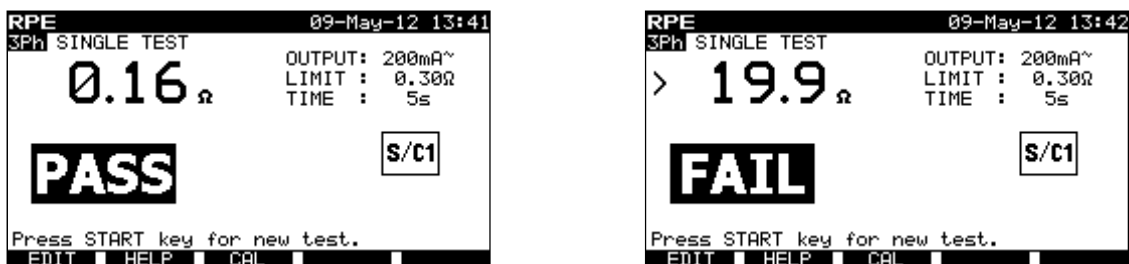 RPE 09-May-12 13:41
3Ph SINGLE TEST
0.16 Ω
OUTPUT: 200mA~
LIMIT : 0.30Ω
TIME : 5s
S/C1
PASS
Press START key for new test.
EDIT HELP CAL
RPE 09-May-12 13:42
3Ph SINGLE TEST
> 19.9 Ω
OUTPUT: 200mA~
LIMIT : 0.30Ω
TIME : 5s
S/C1
FAIL
Press START key for new test.
EDIT HELP CAL